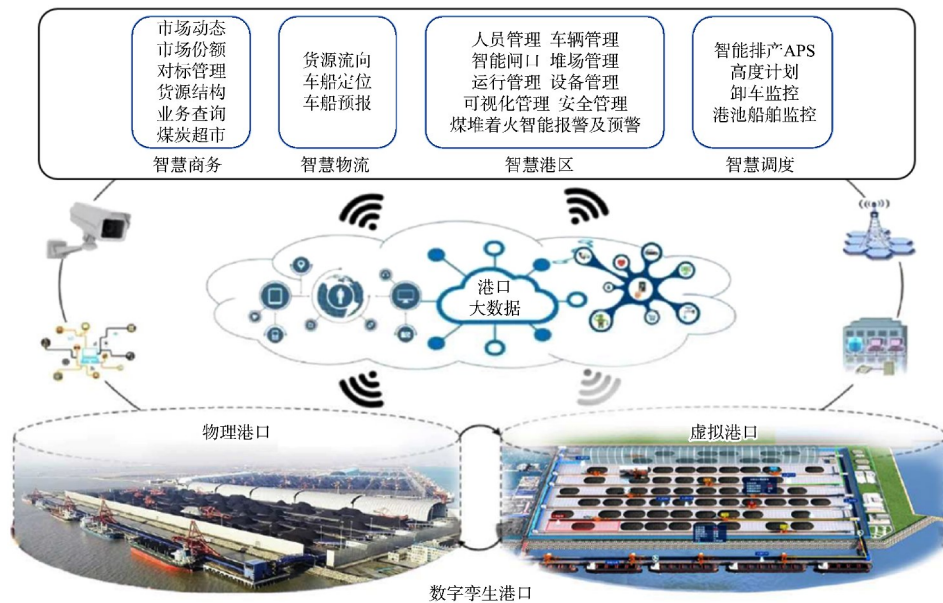 市场动态
市场份额
对标管理
货源结构
业务查询
煤炭超市
智慧商务
货源流向
车船定位
车船预报
智慧物流
人员管理 车辆管理
智能闸口 堆场管理
运行管理 设备管理
可视化管理 安全管理
煤堆着火智能报警及预警
智慧港区
智能排产APS
高度计划
卸车监控
港池船舶监控
智慧调度
港口
大数据
物理港口
虚拟港口
数字孪生港口